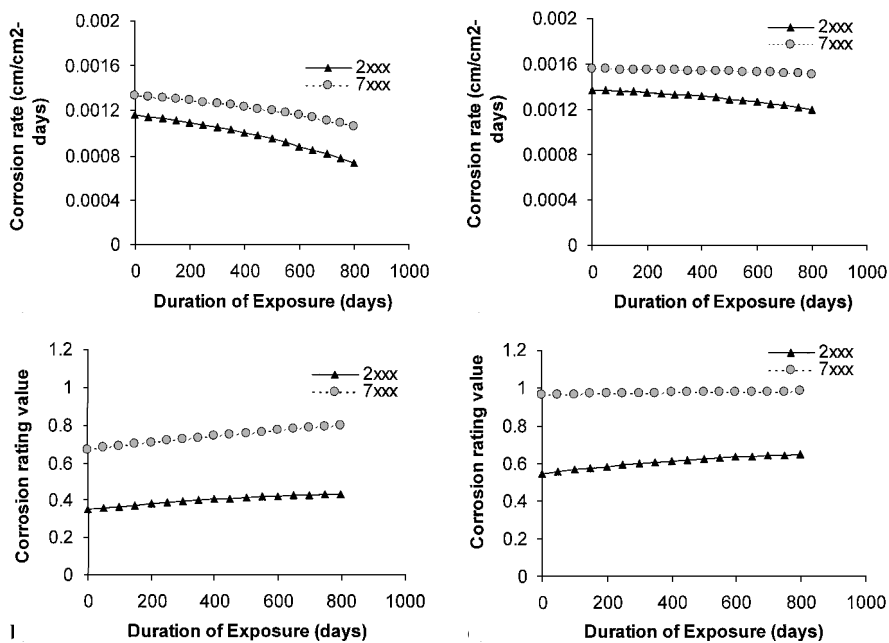 0.002
0.0016
0.0012
0.0008
0.0004
0
Corrosion rate (cm/cm2-
days)
2xxx
7xxx
0 200 400 600 800 1000
Duration of Exposure (days)
0.002
0.0016
0.0012
0.0008
0.0004
0
Corrosion rate (cm/cm2-
days)
2xxx
7xxx
0 200 400 600 800 1000
Duration of Exposure (days)
1.2
1
0.8
0.6
0.4
0.2
0
Corrosion rating value
2xxx
7xxx
0 200 400 600 800 1000
Duration of Exposure (days)
1.2
1
0.8
0.6
0.4
0.2
0
Corrosion rating value
2xxx
7xxx
0 200 400 600 800 1000
Duration of Exposure (days)